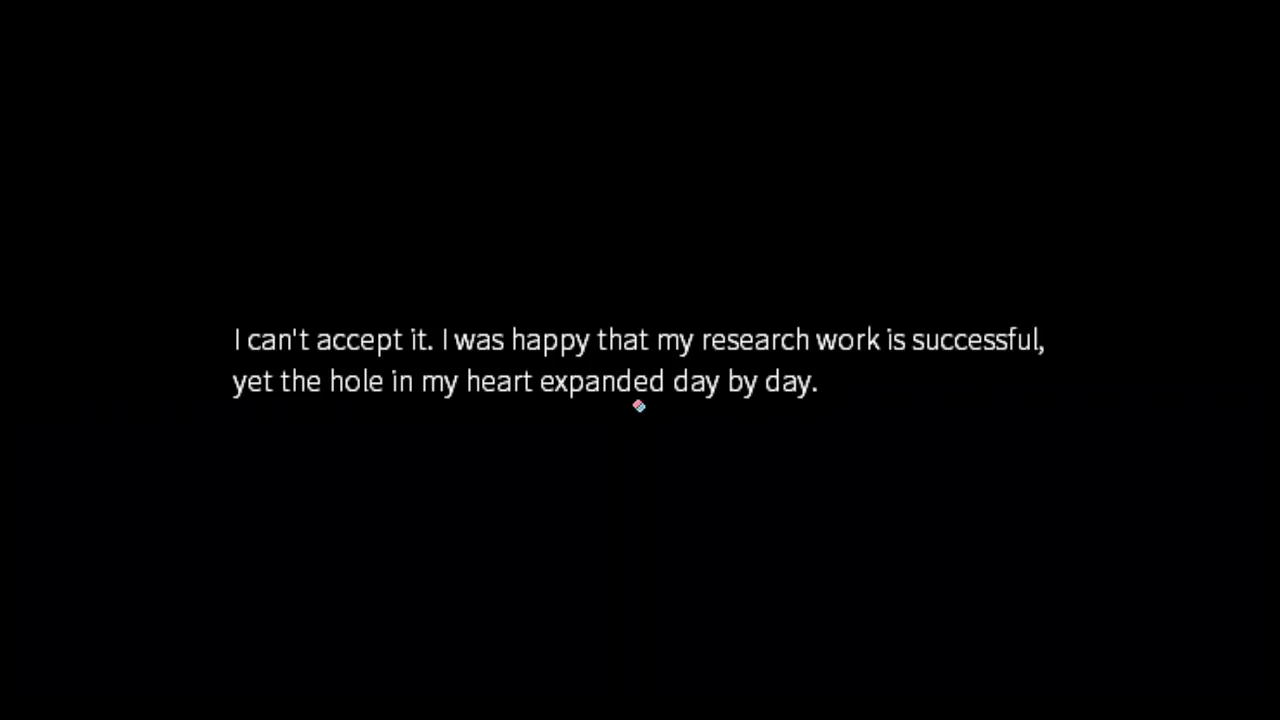 I can't accept it. I was happy that my research work is successful,
yet the hole in my heart expanded day by day.